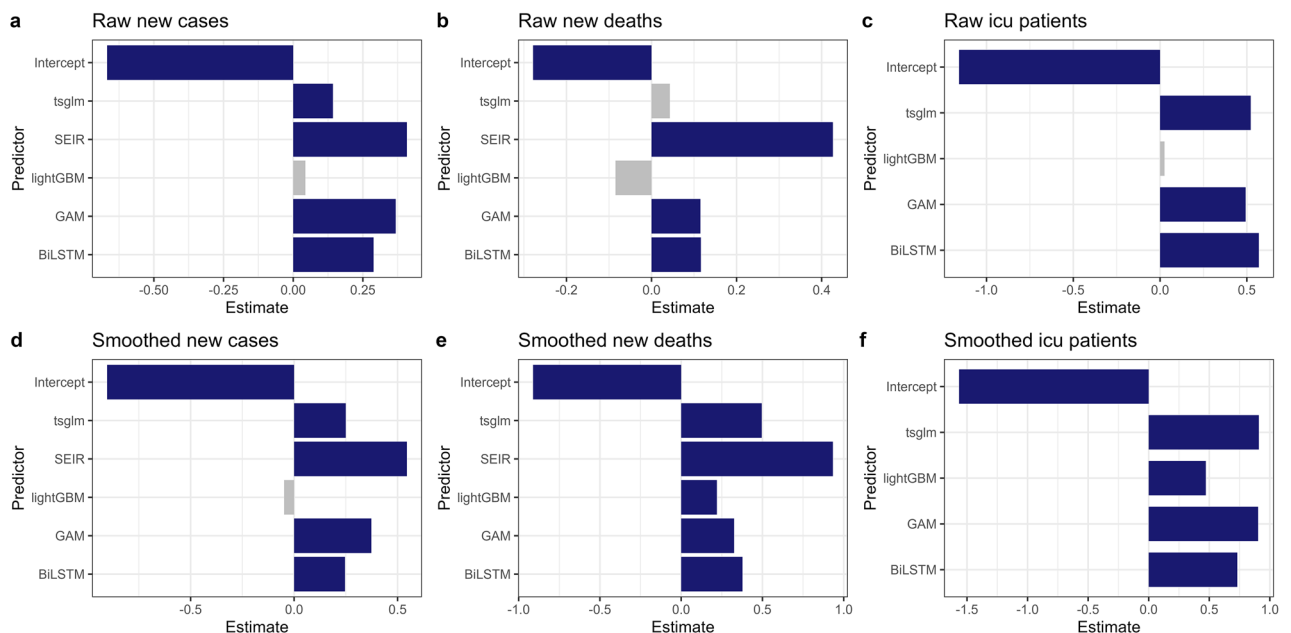 a Raw new cases
Intercept
tsglm
SEIR
lightGBM
GAM
BiLSTM
Predictor
-0.50 -0.25 0.00 0.25
Estimate
b Raw new deaths
Intercept
tsglm
SEIR
lightGBM
GAM
BiLSTM
Predictor
-0.2 0.0 0.2 0.4
Estimate
c Raw icu patients
Intercept
tsglm
lightGBM
GAM
BiLSTM
Predictor
-1.0 -0.5 0.0 0.5
Estimate
d Smoothed new cases
Intercept
tsglm
SEIR
lightGBM
GAM
BiLSTM
Predictor
-0.5 0.0 0.5
Estimate
e Smoothed new deaths
Intercept
tsglm
SEIR
lightGBM
GAM
BiLSTM
Predictor
-1.0 -0.5 0.0 0.5 1.0
Estimate
f Smoothed icu patients
Intercept
tsglm
lightGBM
GAM
BiLSTM
Predictor
-1.5 -1.0 -0.5 0.0 0.5 1.0
Estimate